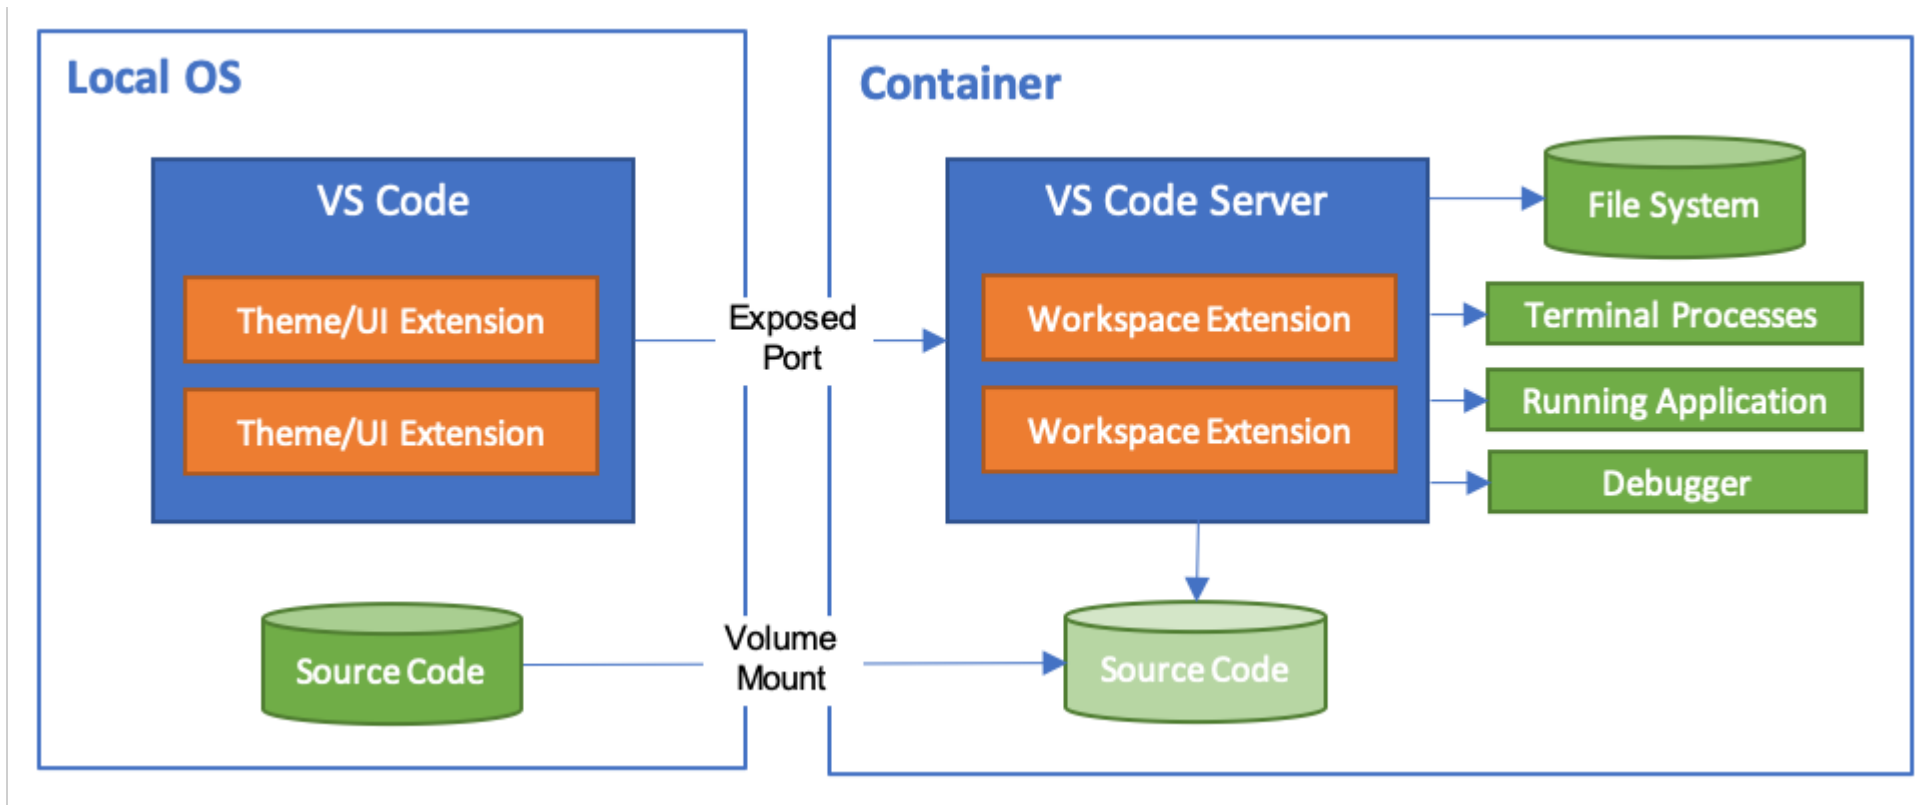 Local OS
VS Code
Theme/UI Extension
Theme/UI Extension
Source Code
Exposed
Port
Volume
Mount
Container
VS Code Server
Workspace Extension
Workspace Extension
Source Code
File System
Terminal Processes
Running Application
Debugger